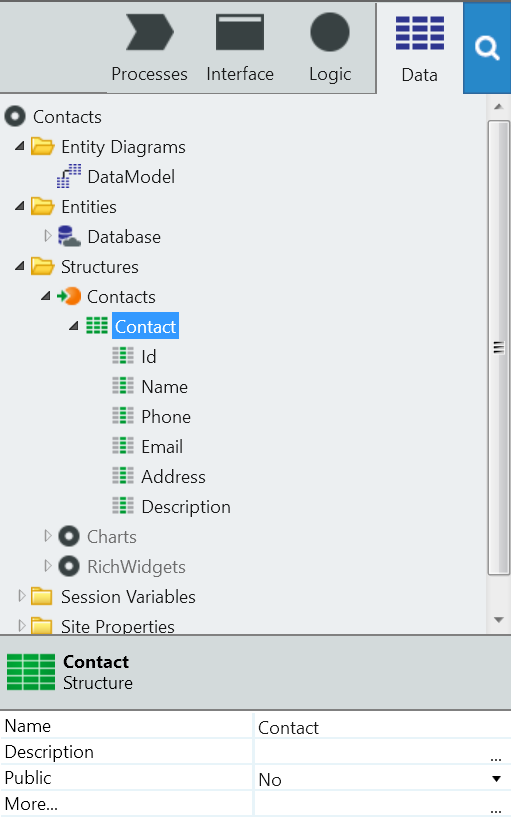 Processes Interface Logic Data
Contacts
Entity Diagrams
DataModel
Entities
Database
Structures
Contacts
Contact
Id
Name
Phone
Email
Address
Description
Charts
RichWidgets
Session Variables
Site Properties
Contact
Structure
Name Contact
Description ...
Public No
More... ...